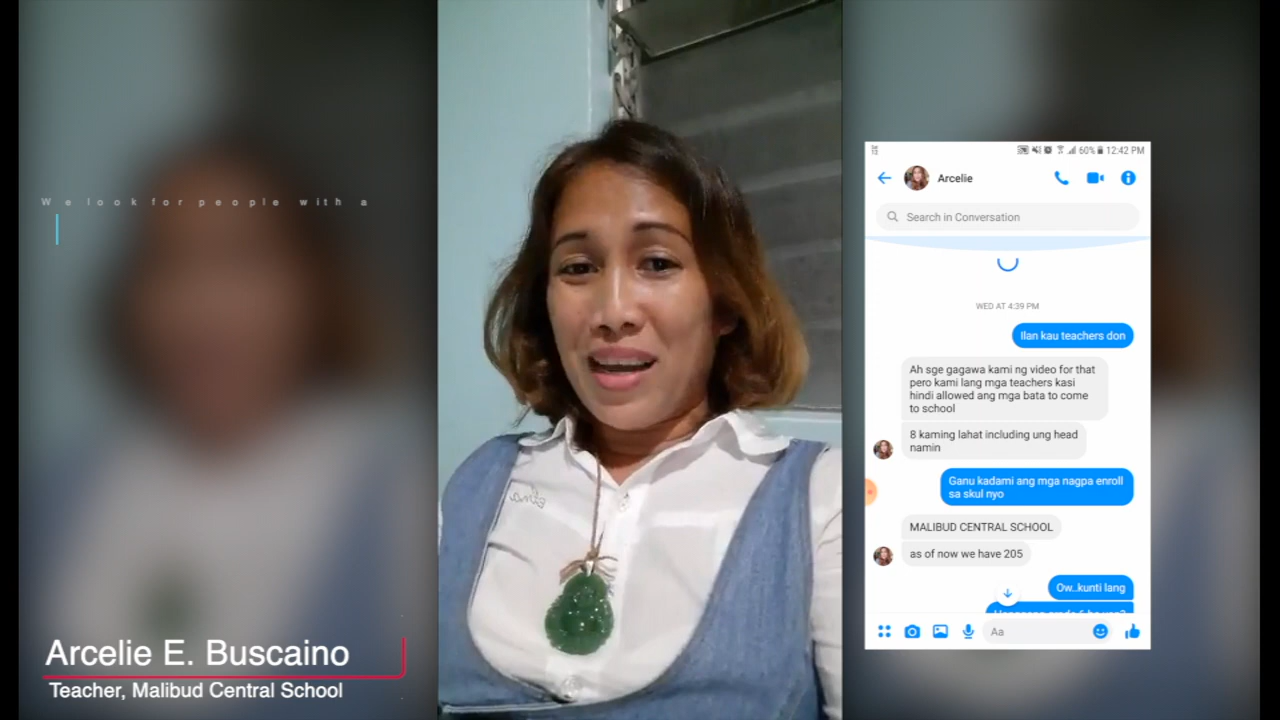 We look for people with a
Arcelie E. Buscaino
Teacher, Malibud Central School
60% 12:42 PM
Arcelie
Search in Conversation
WED AT 4:39 PM
Ilan kau teachers don
Ah sge gagawa kami ng video for that
pero kami lang mga teachers kasi
hindi allowed ang mga bata to come
to school
8 kaming lahat including ung head
namin
Ganu kadami ang mga nagpa enroll
sa skul nyo
MALIBUD CENTRAL SCHOOL
as of now we have 205
Ow..kunti lang
Aa